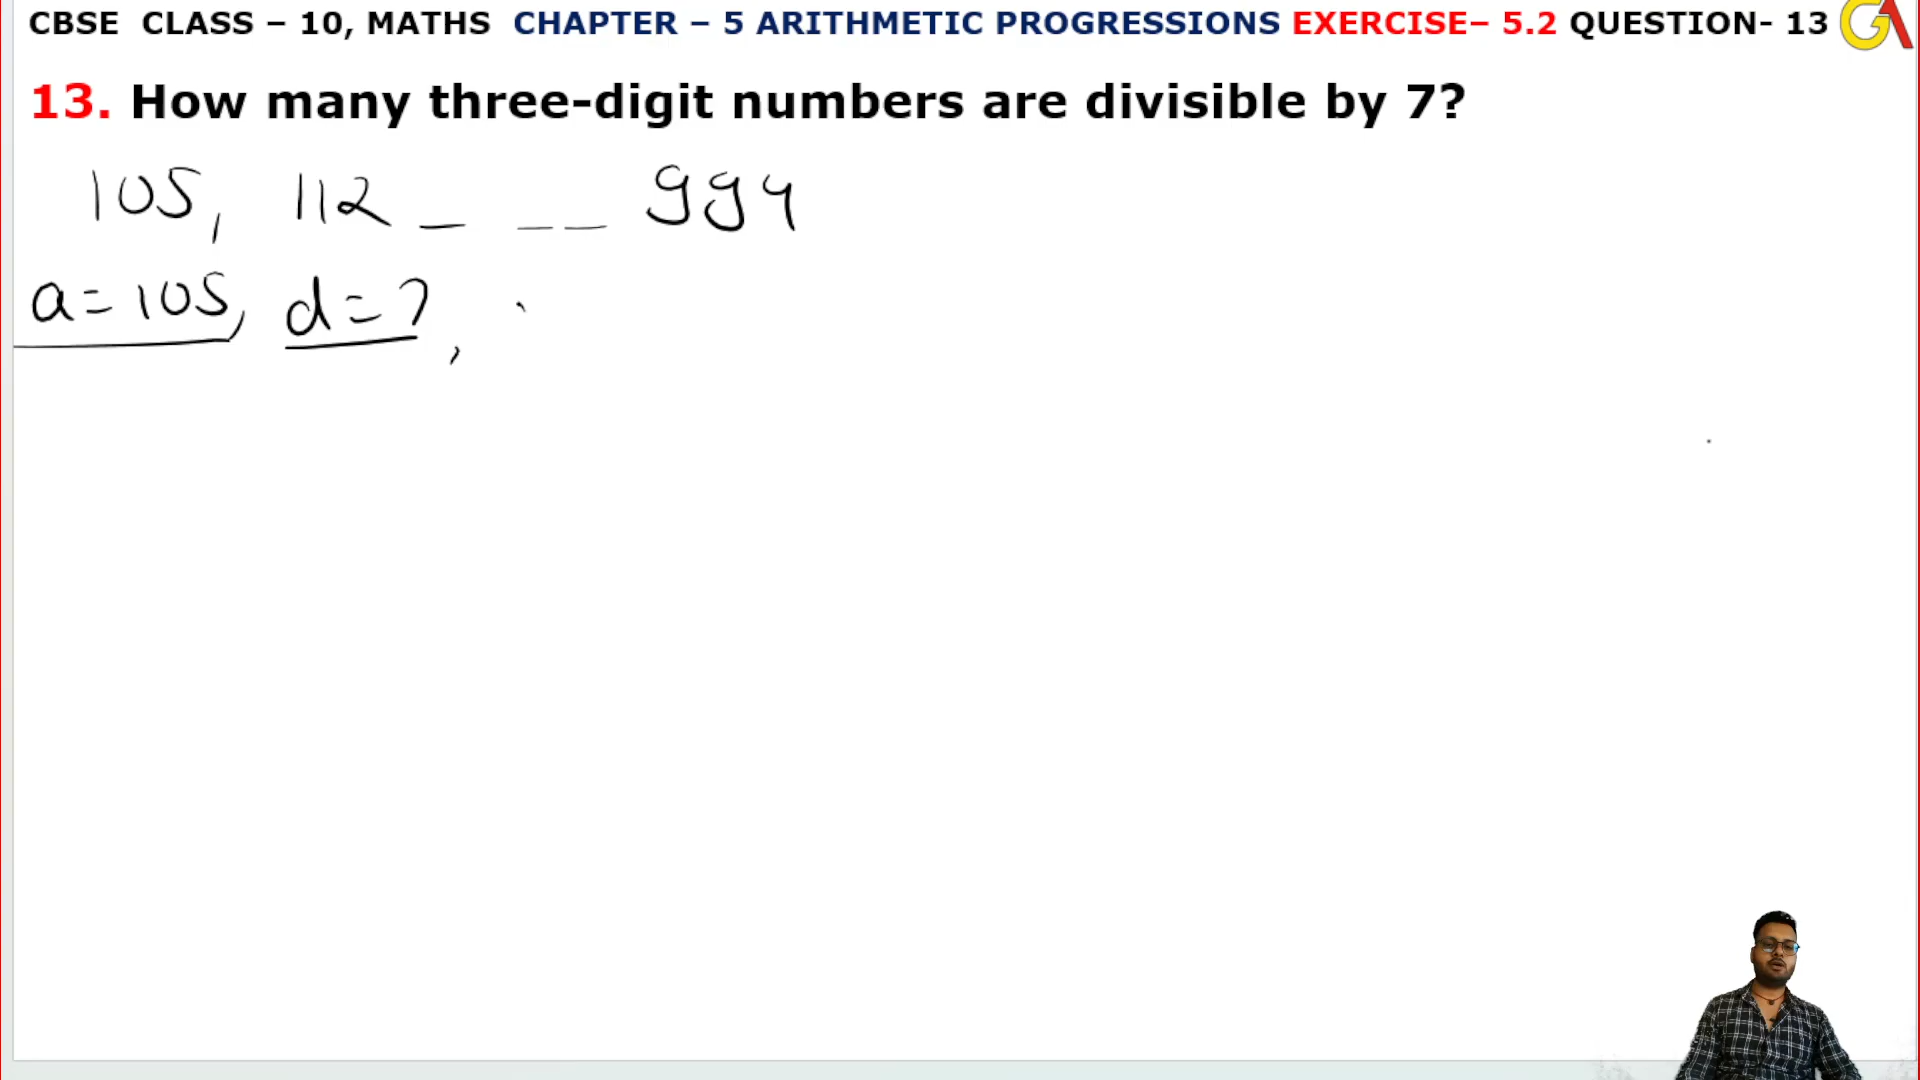 CBSE CLASS – 10, MATHS CHAPTER – 5 ARITHMETIC PROGRESSIONS EXERCISE– 5.2 QUESTION- 13
13. How many three-digit numbers are divisible by 7?
105, 112 _ _ _ 994
a = 105, d = 7,